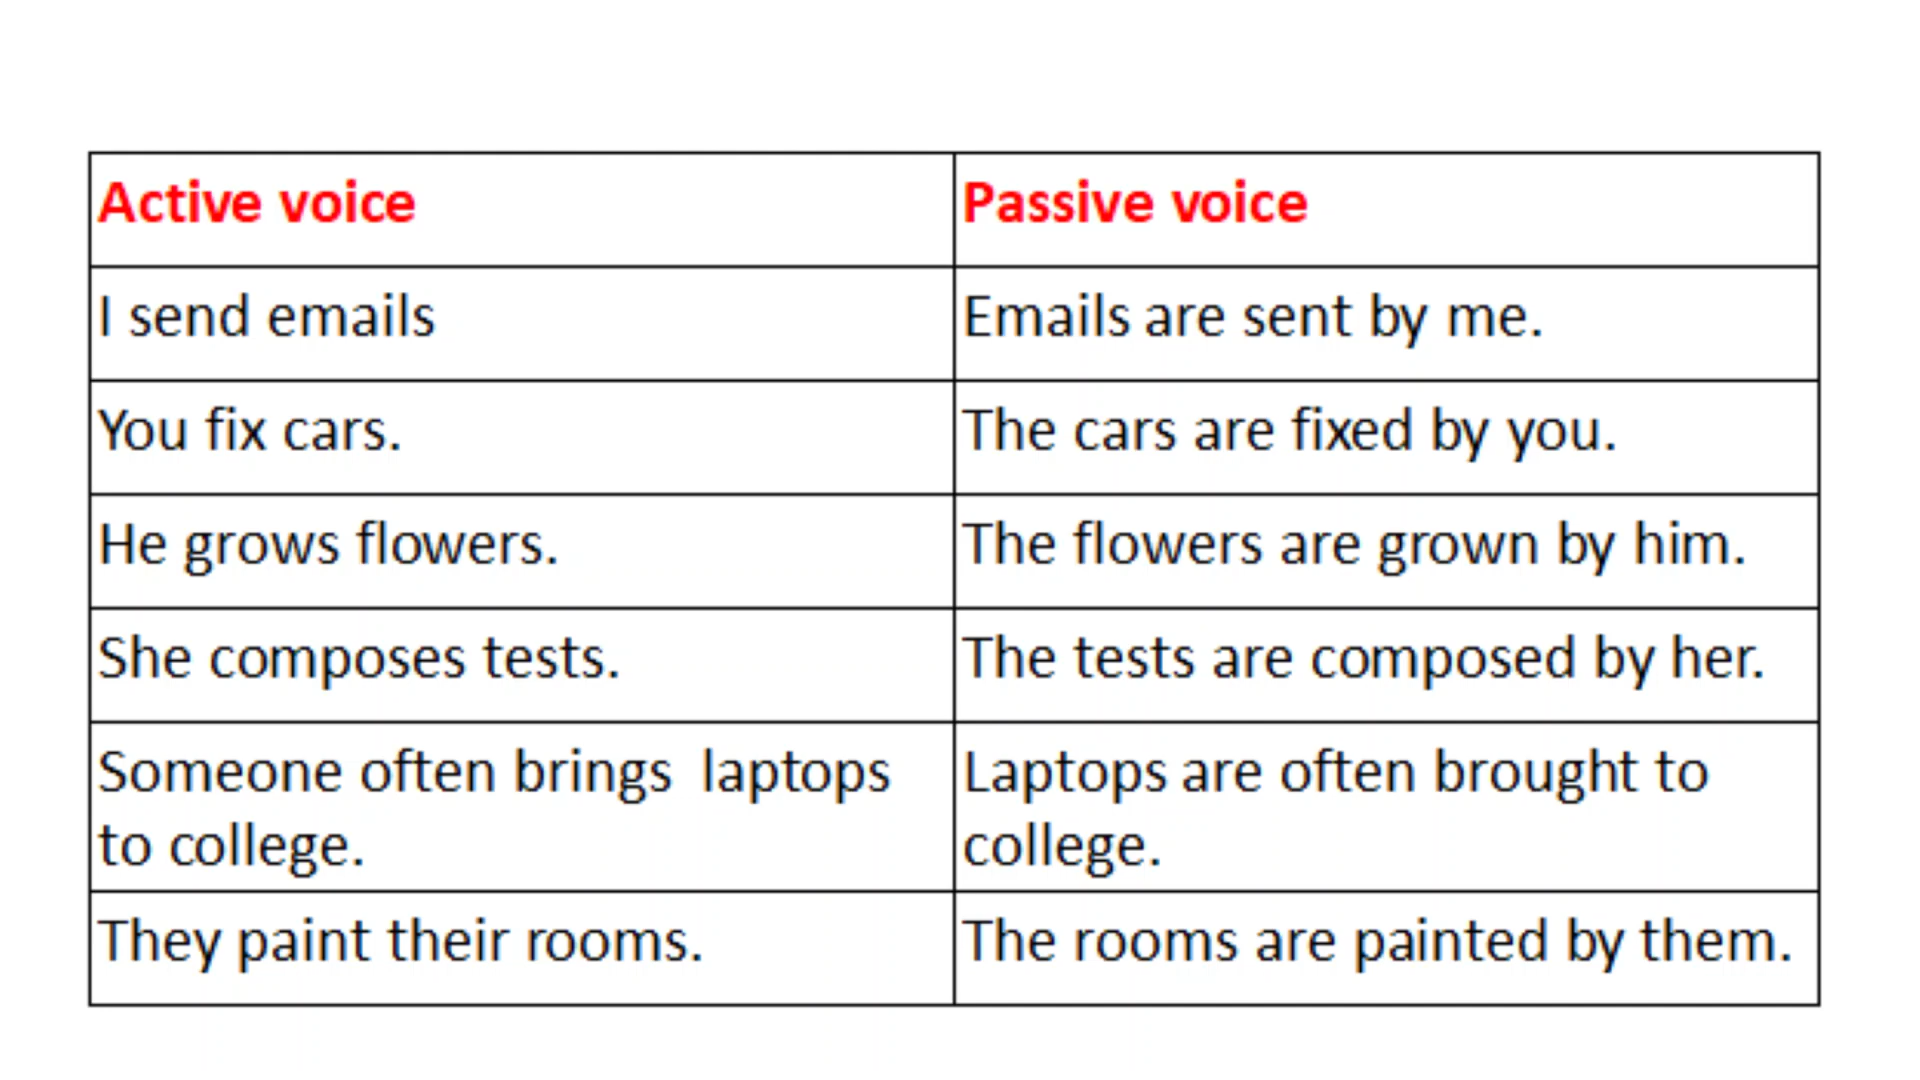 Active voice
Passive voice
I send emails
Emails are sent by me.
You fix cars.
The cars are fixed by you.
He grows flowers.
The flowers are grown by him.
She composes tests.
The tests are composed by her.
Someone often brings  laptops
to college.
Laptops are often brought to
college.
They paint their rooms.
The rooms are painted by them.